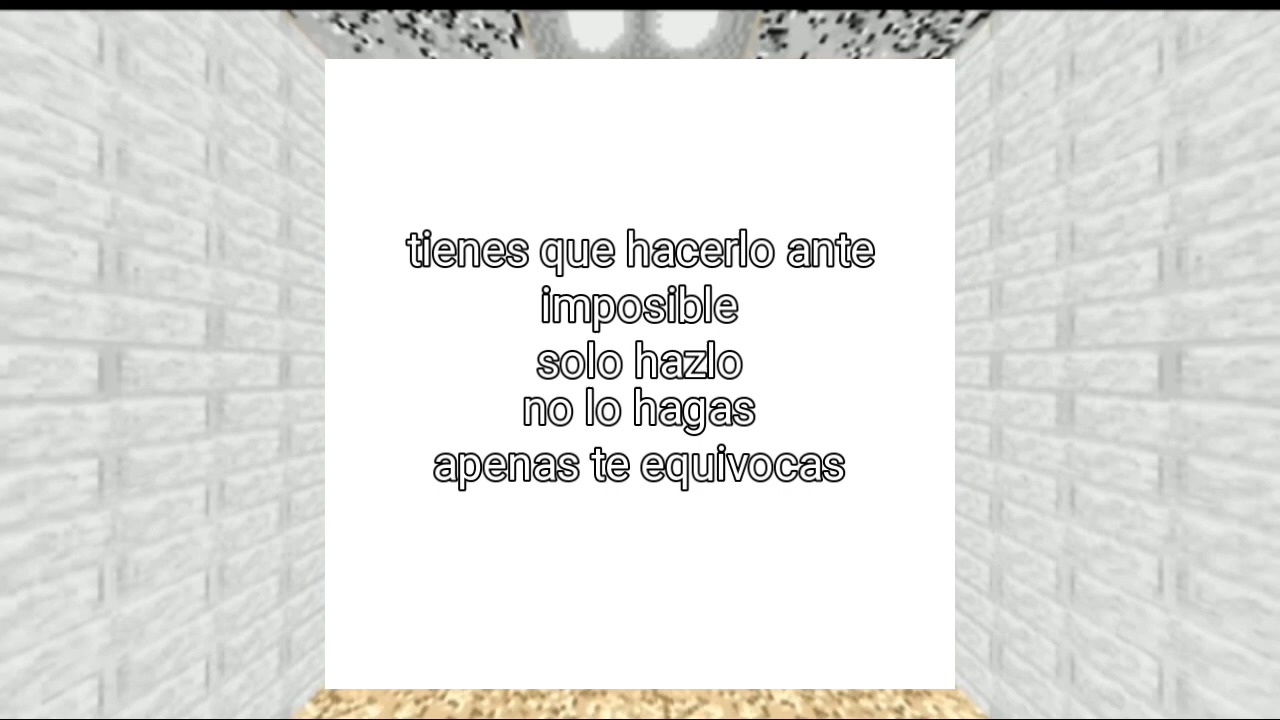 tienes que hacerlo ante
imposible
solo hazlo
no lo hagas
apenas te equivocas